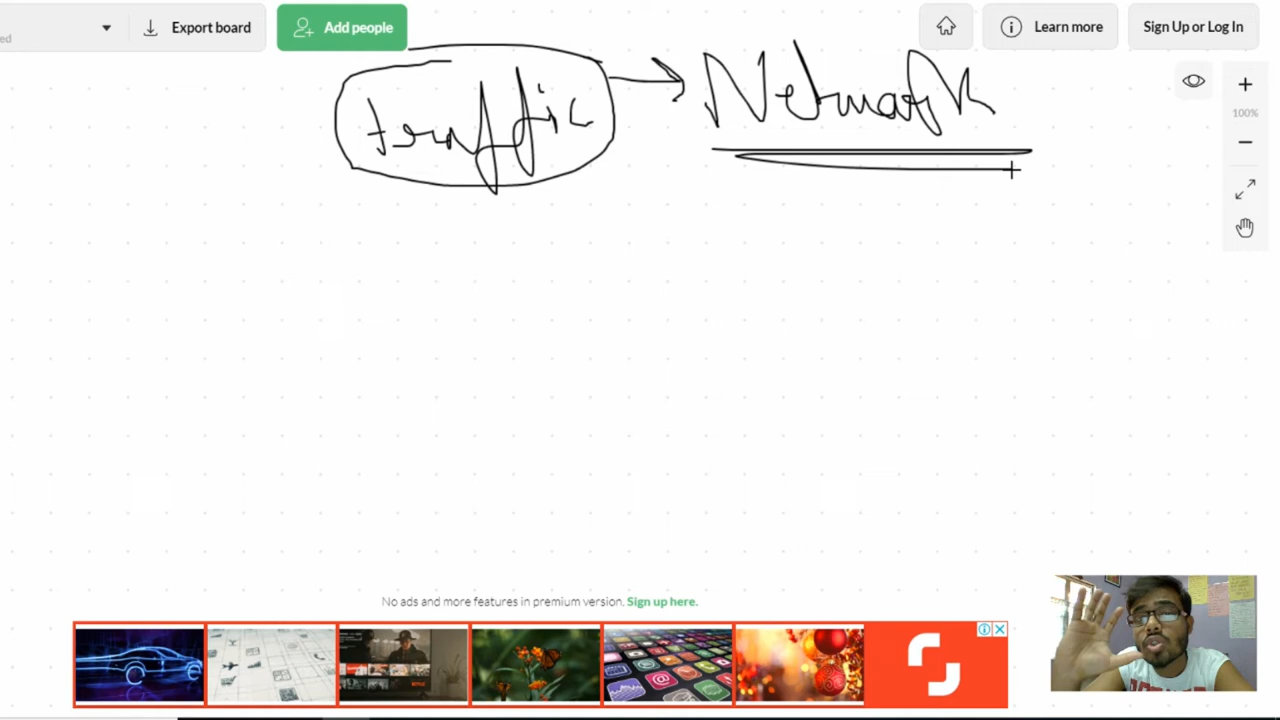 ed
Export board
Add people
Learn more
Sign Up or Log In
100%
traffic → Network
No ads and more features in premium version. Sign up here.